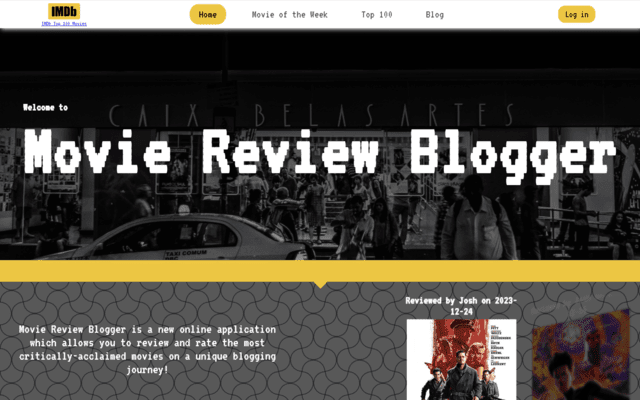 IMDb
IMDb Top 100 Movies
Home
Movie of the Week
Top 100
Blog
Log in
Welcome to
CAIX BELAS ARTES
Movie Review Blogger
TAXI COMUM
Reviewed by Josh on 2023-
12-24
Movie Review Blogger is a new online application
which allows you to review and rate the most
critically-acclaimed movies on a unique blogging
journey!